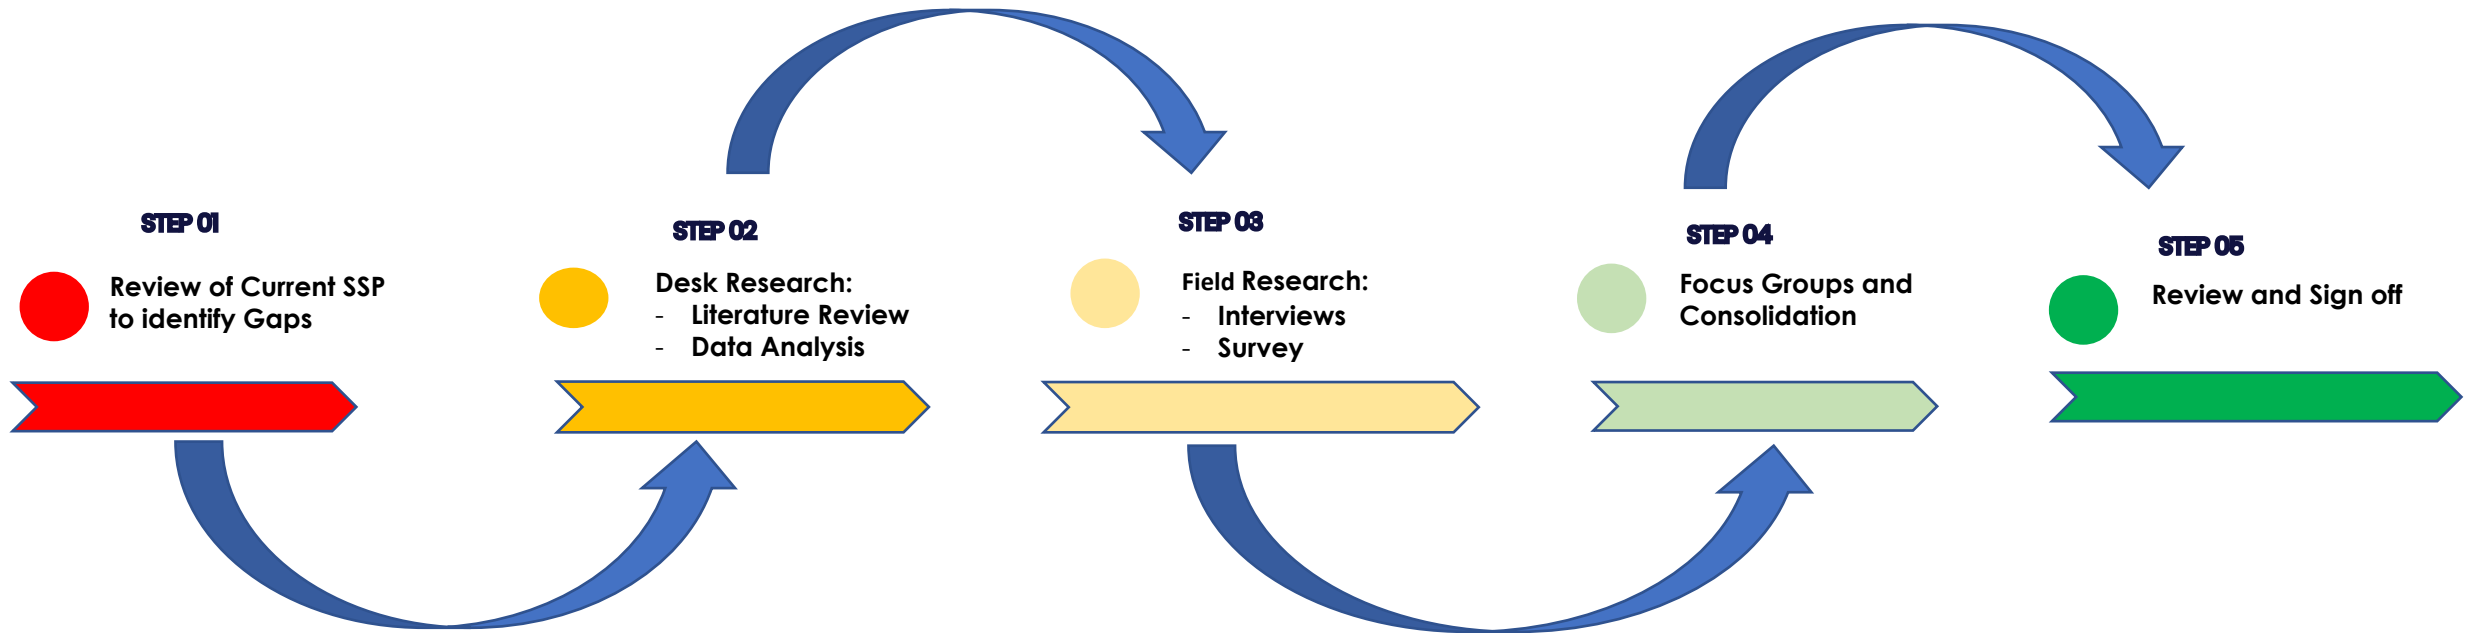 STEP 01
Review of Current SSP
to identify Gaps
STEP 02
Desk Research:
- Literature Review
- Data Analysis
STEP 03
Field Research:
- Interviews
- Survey
STEP 04
Focus Groups and
Consolidation
STEP 05
Review and Sign off